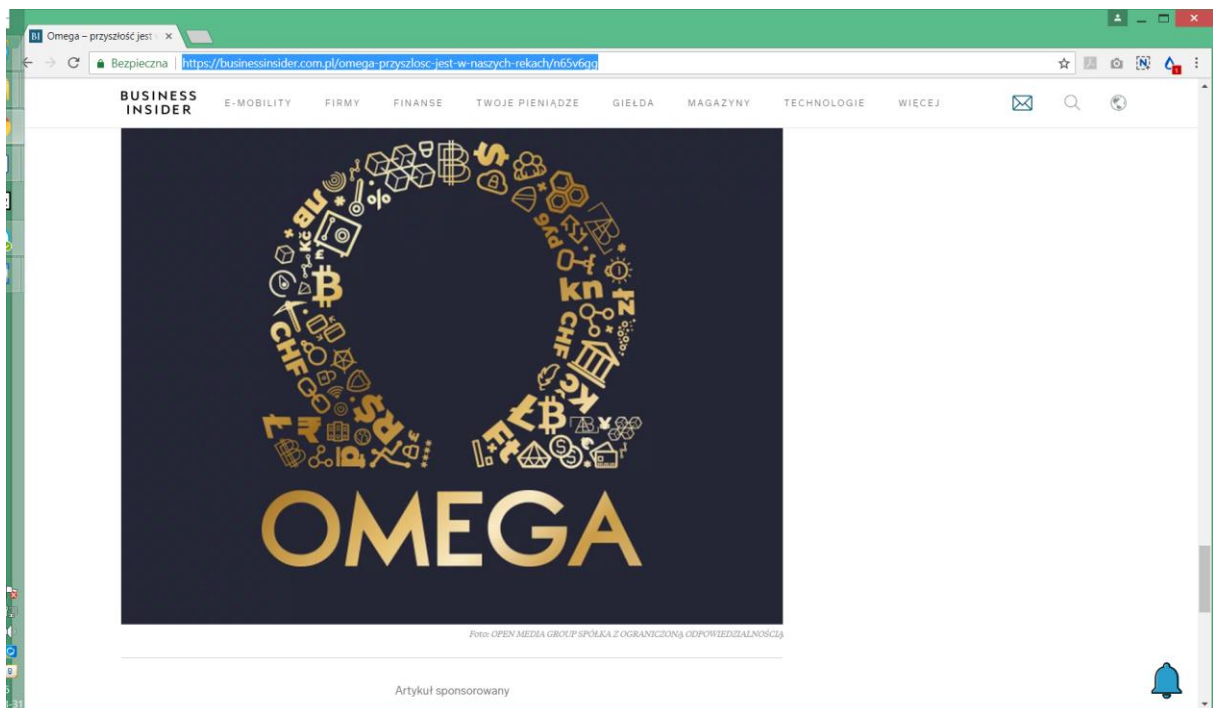 Omega – przyszłość jest
Bezpieczna
https://businessinsider.com.pl/omega-przyszlosc-jest-w-naszych-rekach/n65v6gg
BUSINESS
INSIDER
E-MOBILITY FIRMY FINANSE TWOJE PIENIĄDZE GIEŁDA MAGAZYNY TECHNOLOGIE WIĘCEJ
OMEGA
Foto: OPEN MEDIA GROUP SPÓŁKA Z OGRANICZONĄ ODPOWIEDZIALNOŚCIĄ
Artykuł sponsorowany